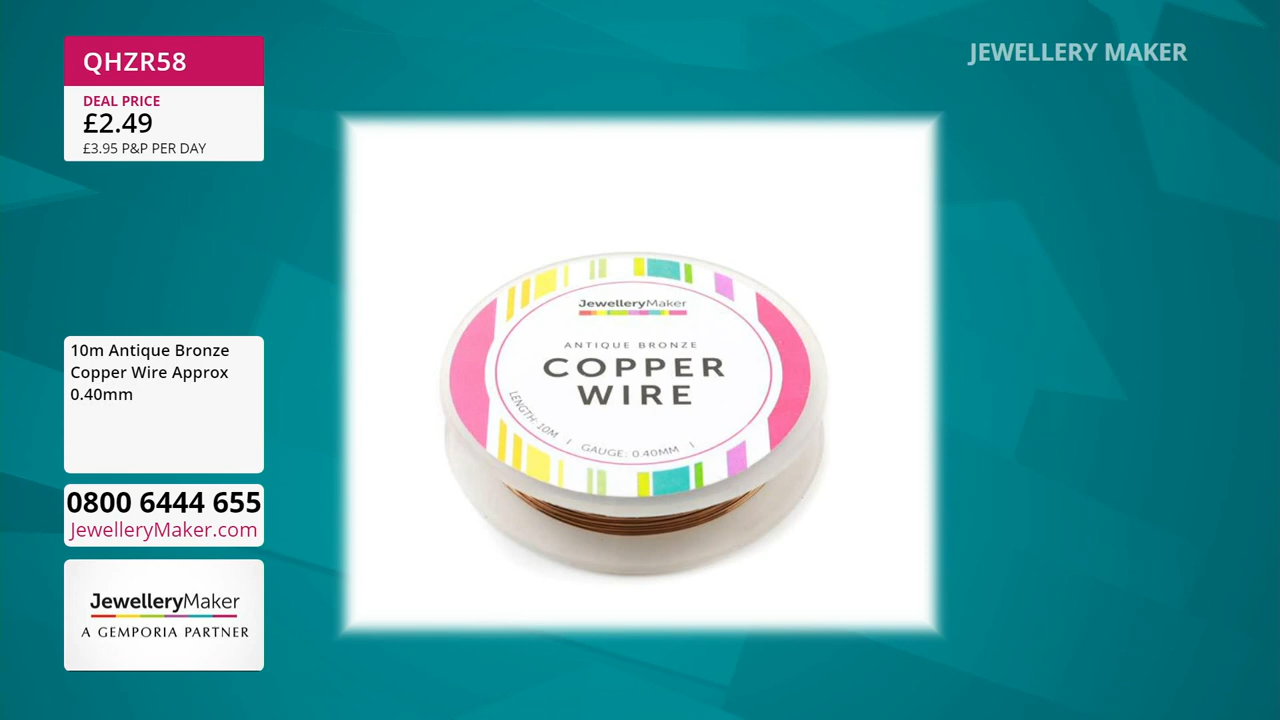 QHZR58
DEAL PRICE
£2.49
£3.95 P&P PER DAY
JEWELLERY MAKER
JewelleryMaker
ANTIQUE BRONZE
COPPER
WIRE
LENGTH: 10M | GAUGE: 0.40MM |
10m Antique Bronze
Copper Wire Approx
0.40mm
0800 6444 655
JewelleryMaker.com
JewelleryMaker
A GEMPORIA PARTNER